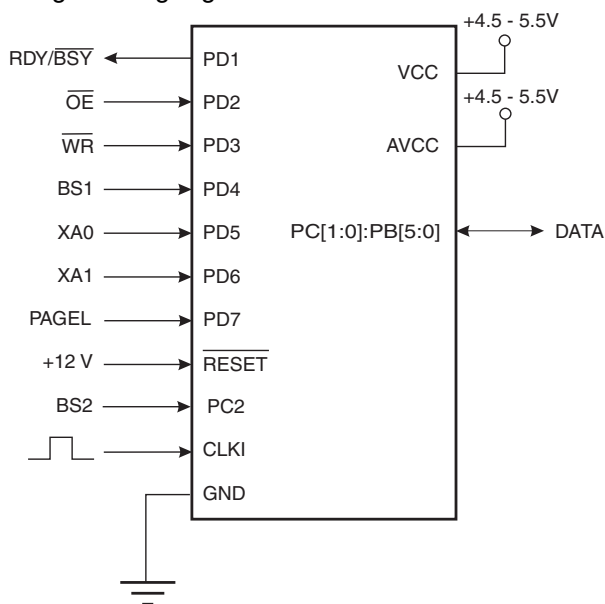 +4.5 - 5.5V
RDY/BSY PD1
VCC
OE PD2
+4.5 - 5.5V
WR PD3 AVCC
BS1 PD4
XA0 PD5 PC[1:0]:PB[5:0] DATA
XA1 PD6
PAGEL PD7
+12 V RESET
BS2 PC2
CLKI
GND